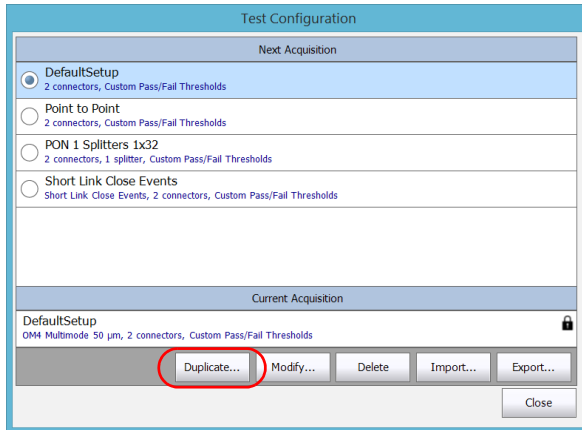 Test Configuration
Next Acquisition
DefaultSetup
2 connectors, Custom Pass/Fail Thresholds
Point to Point
2 connectors, Custom Pass/Fail Thresholds
PON 1 Splitters 1x32
2 connectors, 1 splitter, Custom Pass/Fail Thresholds
Short Link Close Events
Short Link Close Events, 2 connectors, Custom Pass/Fail Thresholds
Current Acquisition
DefaultSetup
OM4 Multimode 50 µm, 2 connectors, Custom Pass/Fail Thresholds
Duplicate... Modify... Delete Import... Export...
Close